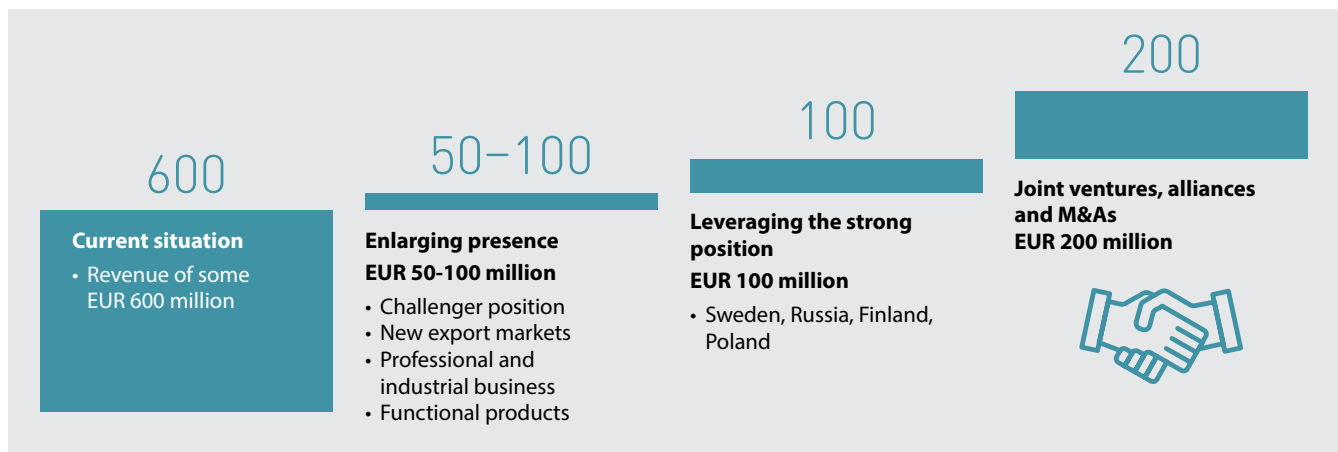 600
Current situation
• Revenue of some
EUR 600 million
50–100
Enlarging presence
EUR 50-100 million
• Challenger position
• New export markets
• Professional and
industrial business
• Functional products
100
Leveraging the strong
position
EUR 100 million
• Sweden, Russia, Finland,
Poland
200
Joint ventures, alliances
and M&As
EUR 200 million